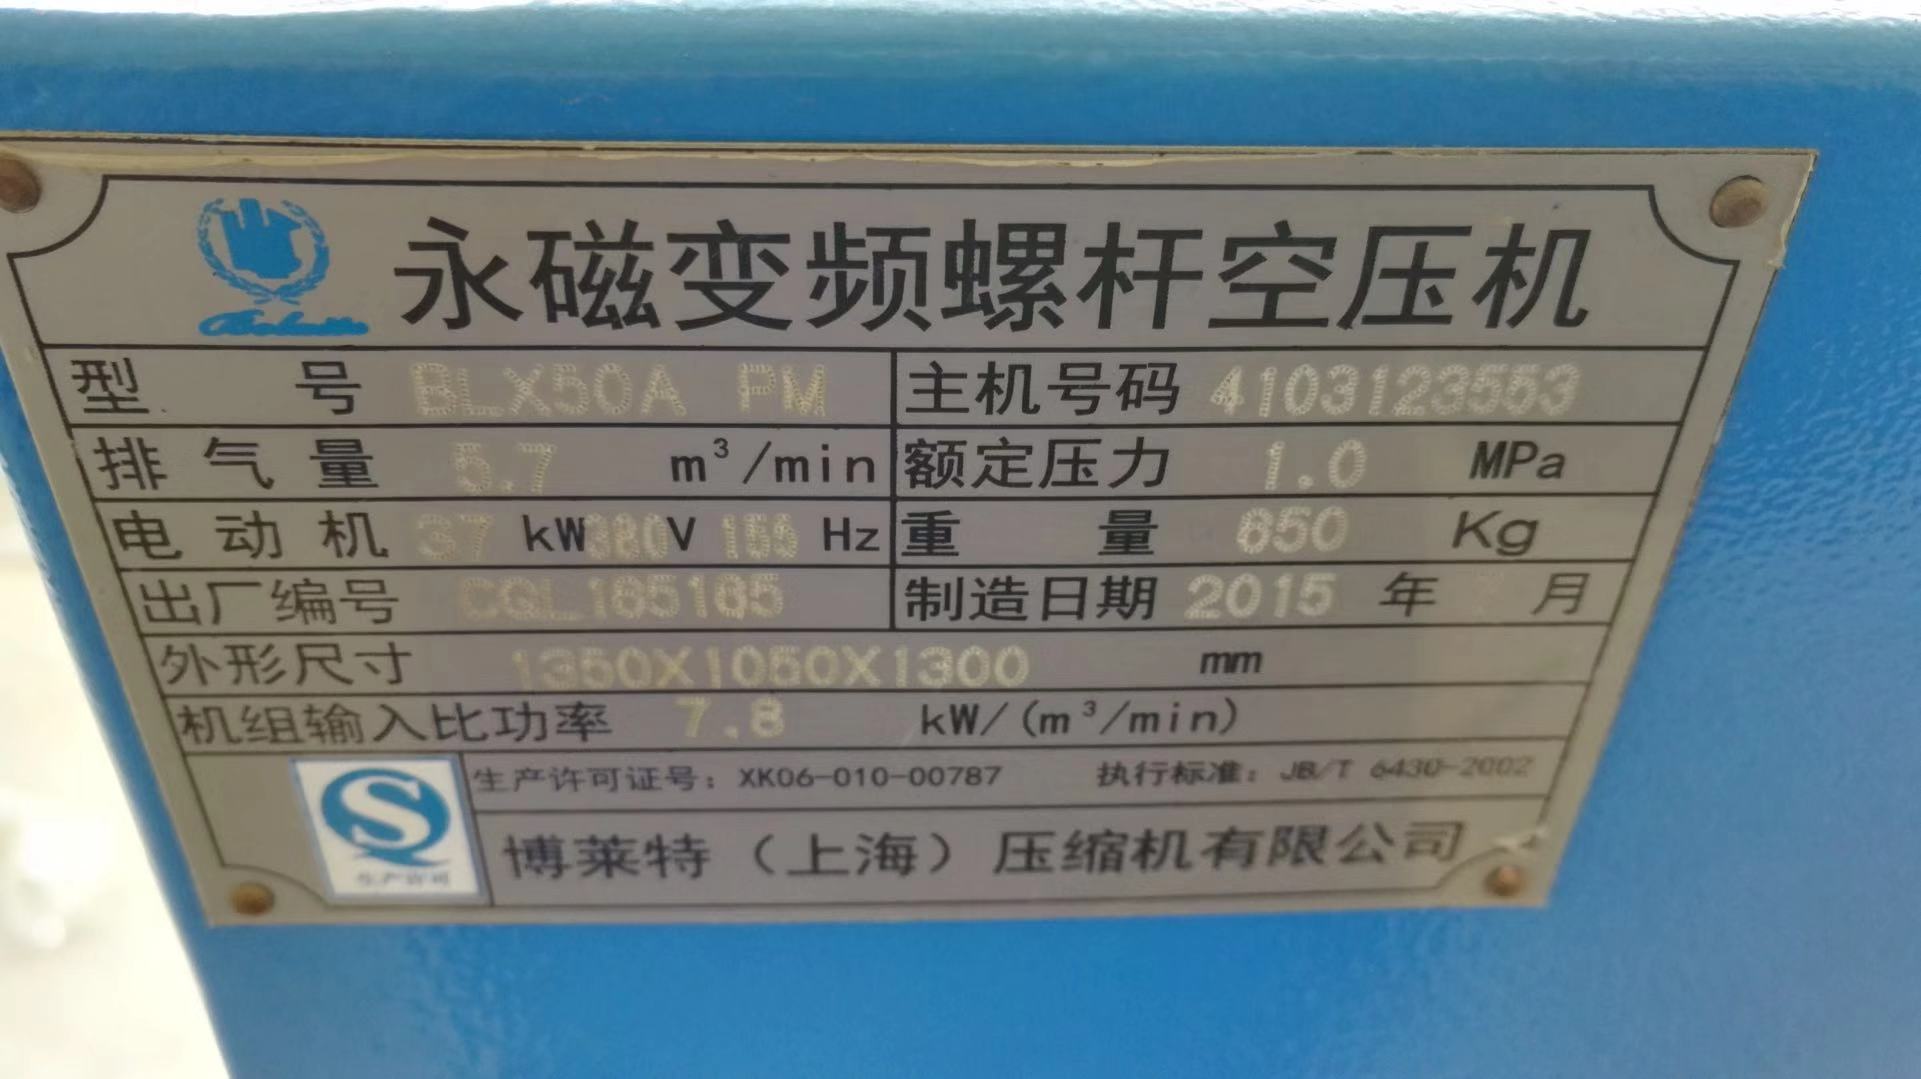 永磁变频螺杆空压机
型号 BLX50A PM 主机号码 4103123553
排气量 5.7 m³/min 额定压力 1.0 MPa
电动机 37 kW 380 V 155 Hz 重量 650 Kg
出厂编号 CQL165165 制造日期 2015 年 月
外形尺寸 1350X1050X1300 mm
机组输入比功率 7.8 kW/(m³/min)
生产许可证号：XK06-010-00787 执行标准：JB/T 6430-2002
生产许可
博莱特（上海）压缩机有限公司